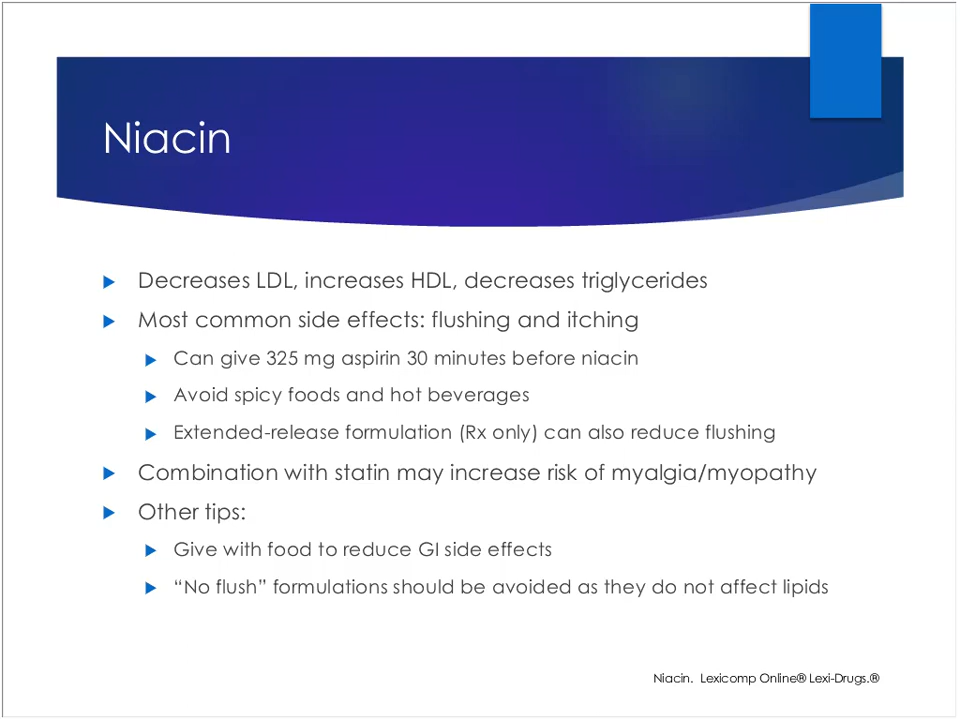 Niacin
Decreases LDL, increases HDL, decreases triglycerides
Most common side effects: flushing and itching
Can give 325 mg aspirin 30 minutes before niacin
Avoid spicy foods and hot beverages
Extended-release formulation (Rx only) can also reduce flushing
Combination with statin may increase risk of myalgia/myopathy
Other tips:
Give with food to reduce GI side effects
“No flush” formulations should be avoided as they do not affect lipids
Niacin. Lexicomp Online® Lexi-Drugs.®